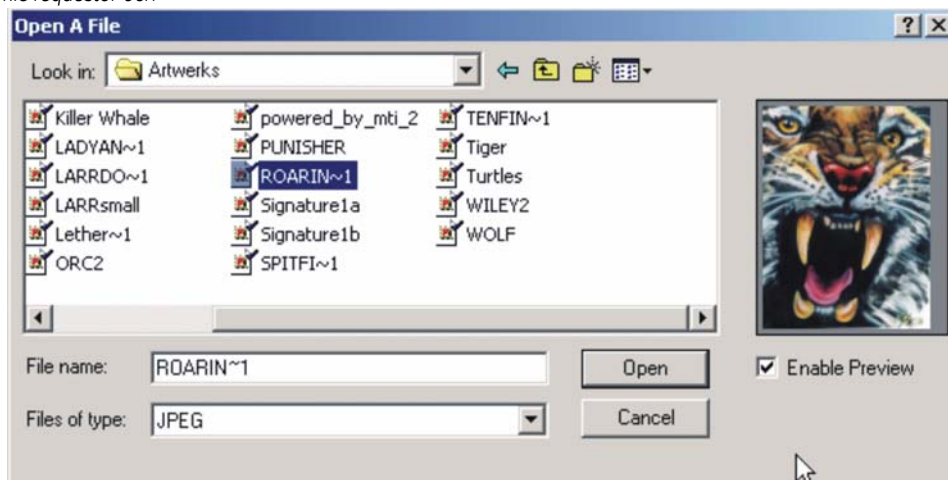 Open A File
Look in: Artwerks
Killer Whale powered_by_mti_2 TENFIN~1
LADYAN~1 PUNISHER Tiger
LARRDO~1 ROARIN~1 Turtles
LARRsmall Signature1a WILEY2
Lether~1 Signature1b WOLF
ORC2 SPITFI~1
File name: ROARIN~1 Open Enable Preview
Files of type: JPEG Cancel